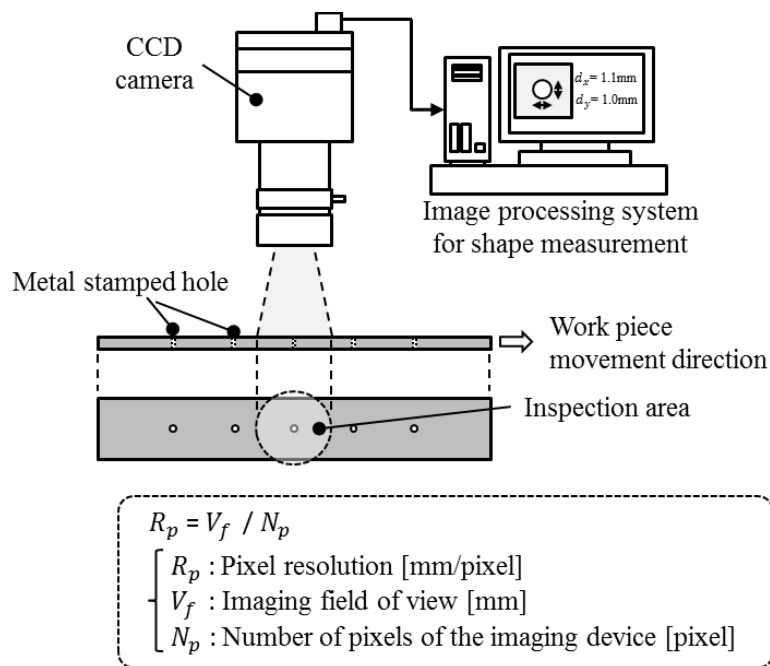 CCD
camera
dx= 1.1mm
dy= 1.0mm
Image processing system
for shape measurement
Metal stamped hole
Work piece
movement direction
Inspection area
Rp = Vf / Np
Rp : Pixel resolution [mm/pixel]
Vf : Imaging field of view [mm]
Np : Number of pixels of the imaging device [pixel]